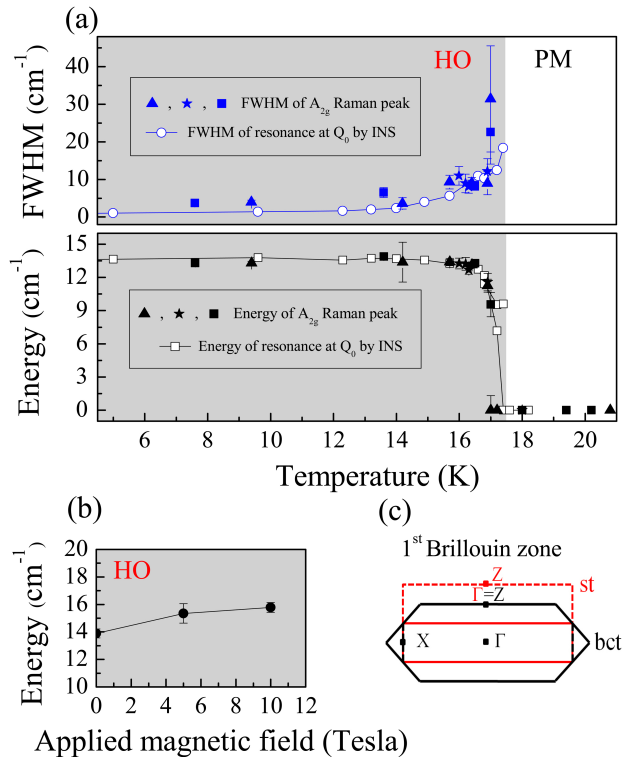 (a)
HO
PM
FWHM (cm⁻¹)
40
30
20
10
0
, , FWHM of A₂g Raman peak
FWHM of resonance at Q₀ by INS
Energy (cm⁻¹)
15
12
9
6
3
0
, , Energy of A₂g Raman peak
Energy of resonance at Q₀ by INS
6 8 10 12 14 16 18 20
Temperature (K)
(b)
HO
Energy (cm⁻¹)
20
18
16
14
12
10
0 2 4 6 8 10 12
Applied magnetic field (Tesla)
(c)
1st Brillouin zone
Z
st
Γ=Z
X
Γ
bct